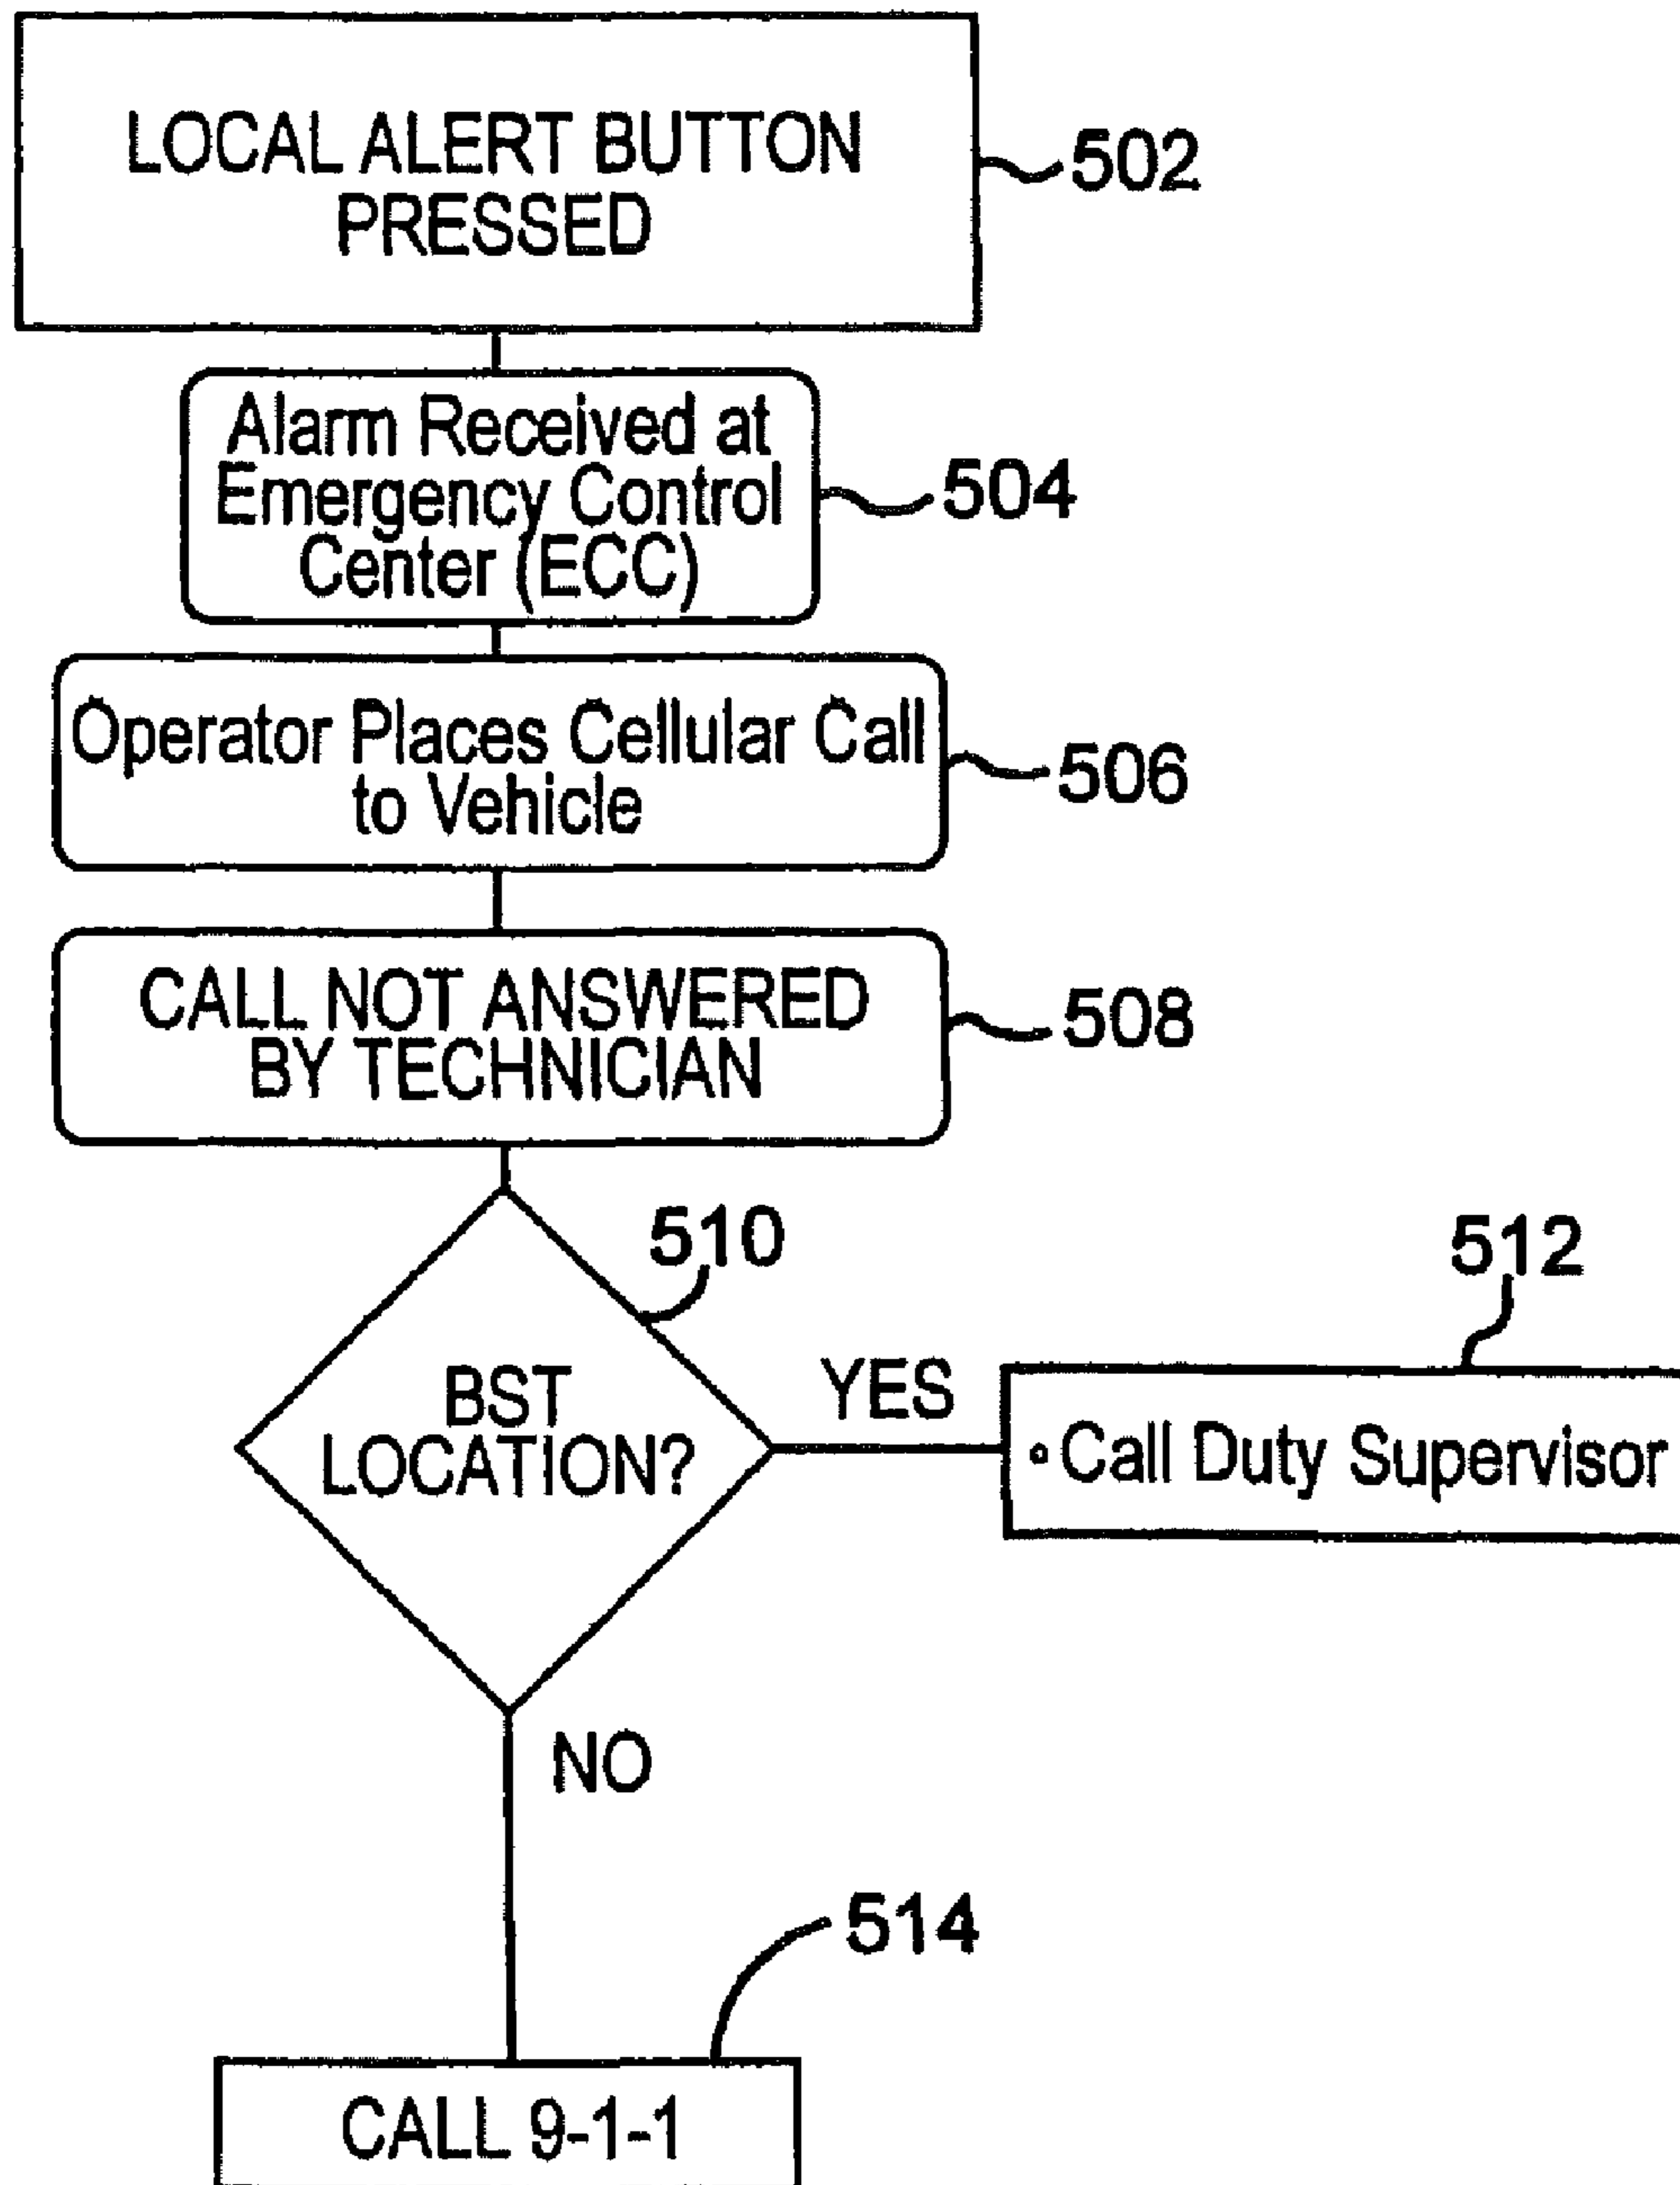 LOCAL ALERT BUTTON
PRESSED
502
Alarm Received at
Emergency Control
Center (ECC)
504
Operator Places Cellular Call
to Vehicle
506
CALL NOT ANSWERED
BY TECHNICIAN
508
510
BST
LOCATION?
YES
512
• Call Duty Supervisor
NO
514
CALL 9-1-1